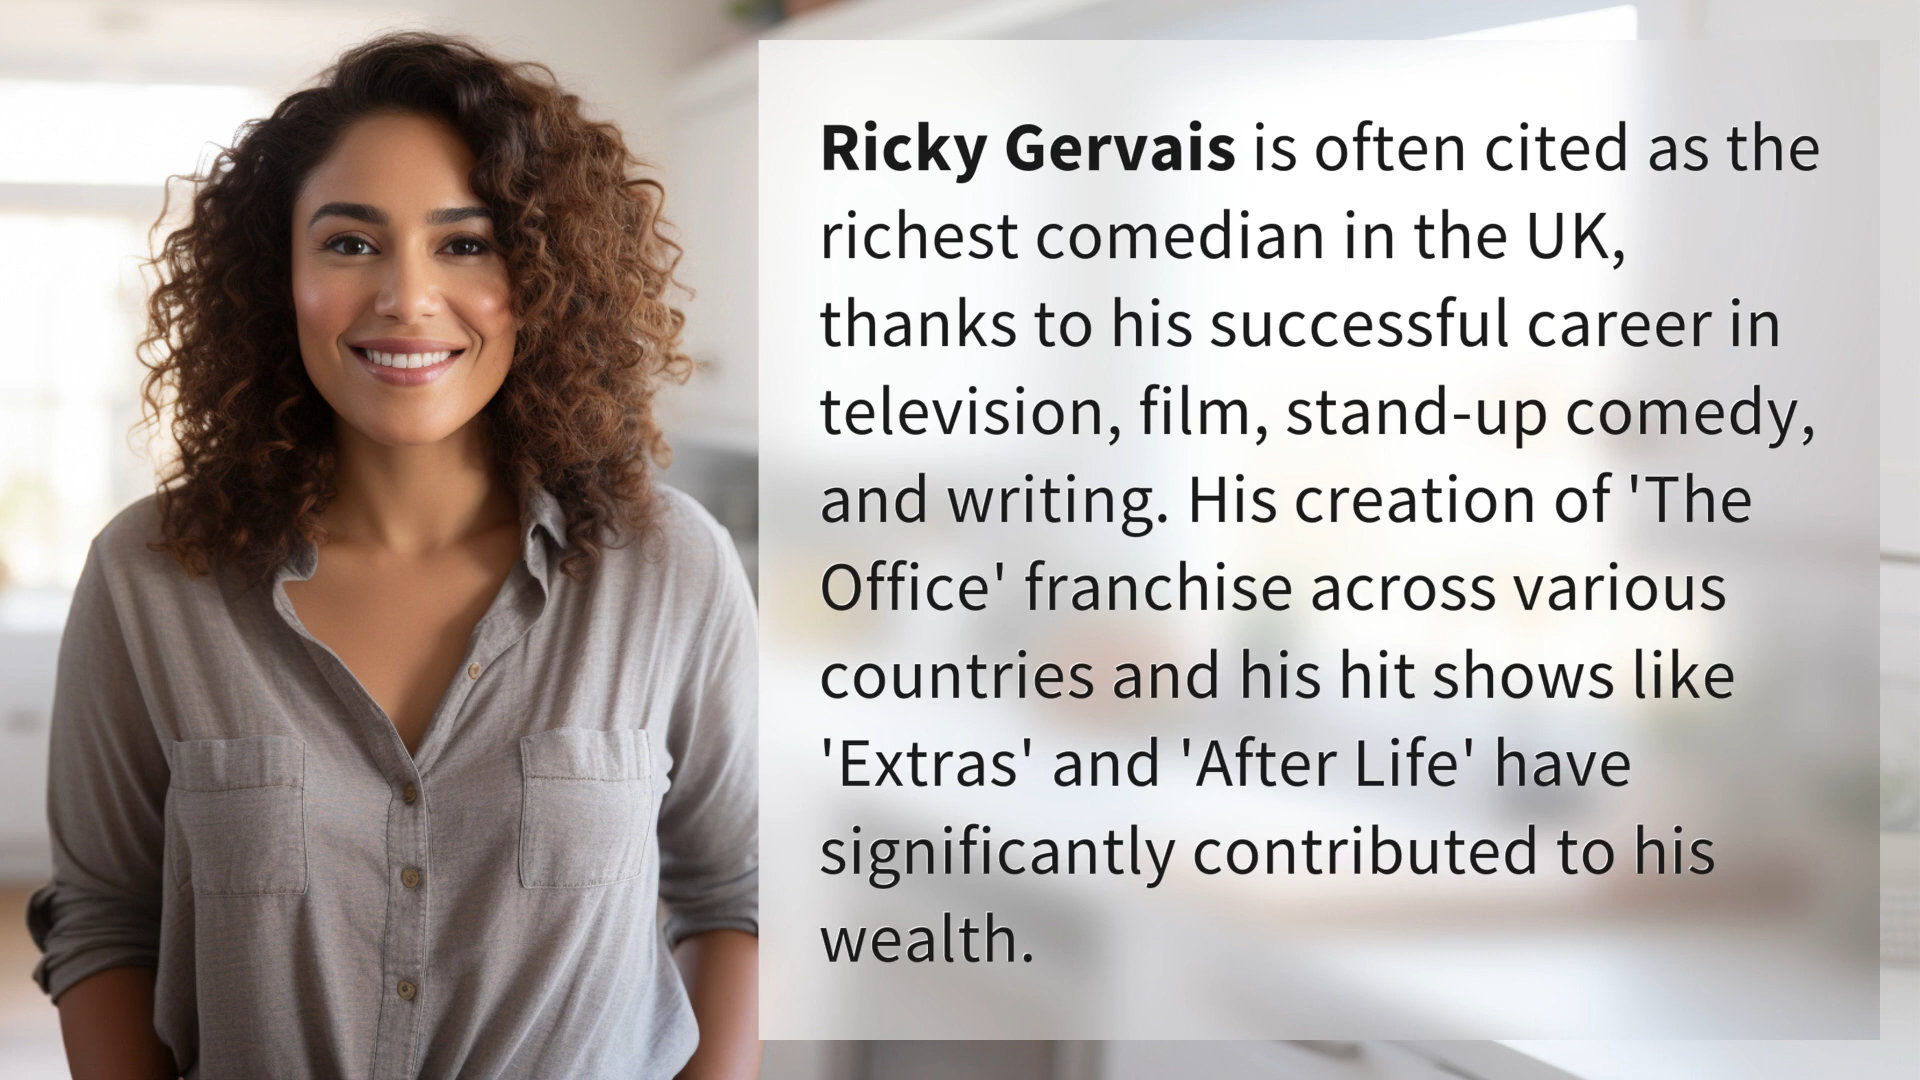 Ricky Gervais is often cited as the
richest comedian in the UK,
thanks to his successful career in
television, film, stand-up comedy,
and writing. His creation of 'The
Office' franchise across various
countries and his hit shows like
'Extras' and 'After Life' have
significantly contributed to his
wealth.